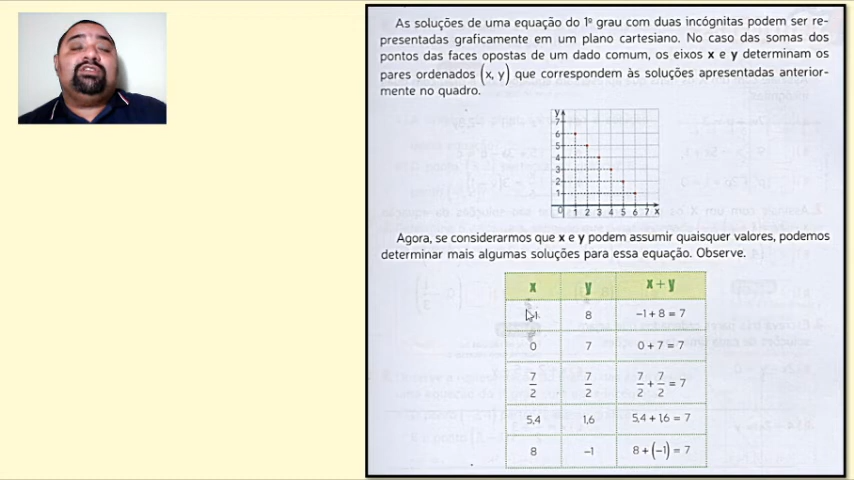 As soluções de uma equação do 1º grau com duas incógnitas podem ser re-
presentadas graficamente em um plano cartesiano. No caso das somas dos
pontos das faces opostas de um dado comum, os eixos x e y determinam os
pares ordenados (x, y) que correspondem às soluções apresentadas anterior-
mente no quadro.
y
7
6
5
4
3
2
1
0 1 2 3 4 5 6 7 x
Agora, se considerarmos que x e y podem assumir quaisquer valores, podemos
determinar mais algumas soluções para essa equação. Observe.
x y x + y
-1 8 -1 + 8 = 7
0 7 0 + 7 = 7
7/2 7/2 7/2 + 7/2 = 7
5,4 1,6 5,4 + 1,6 = 7
8 -1 8 + (-1) = 7